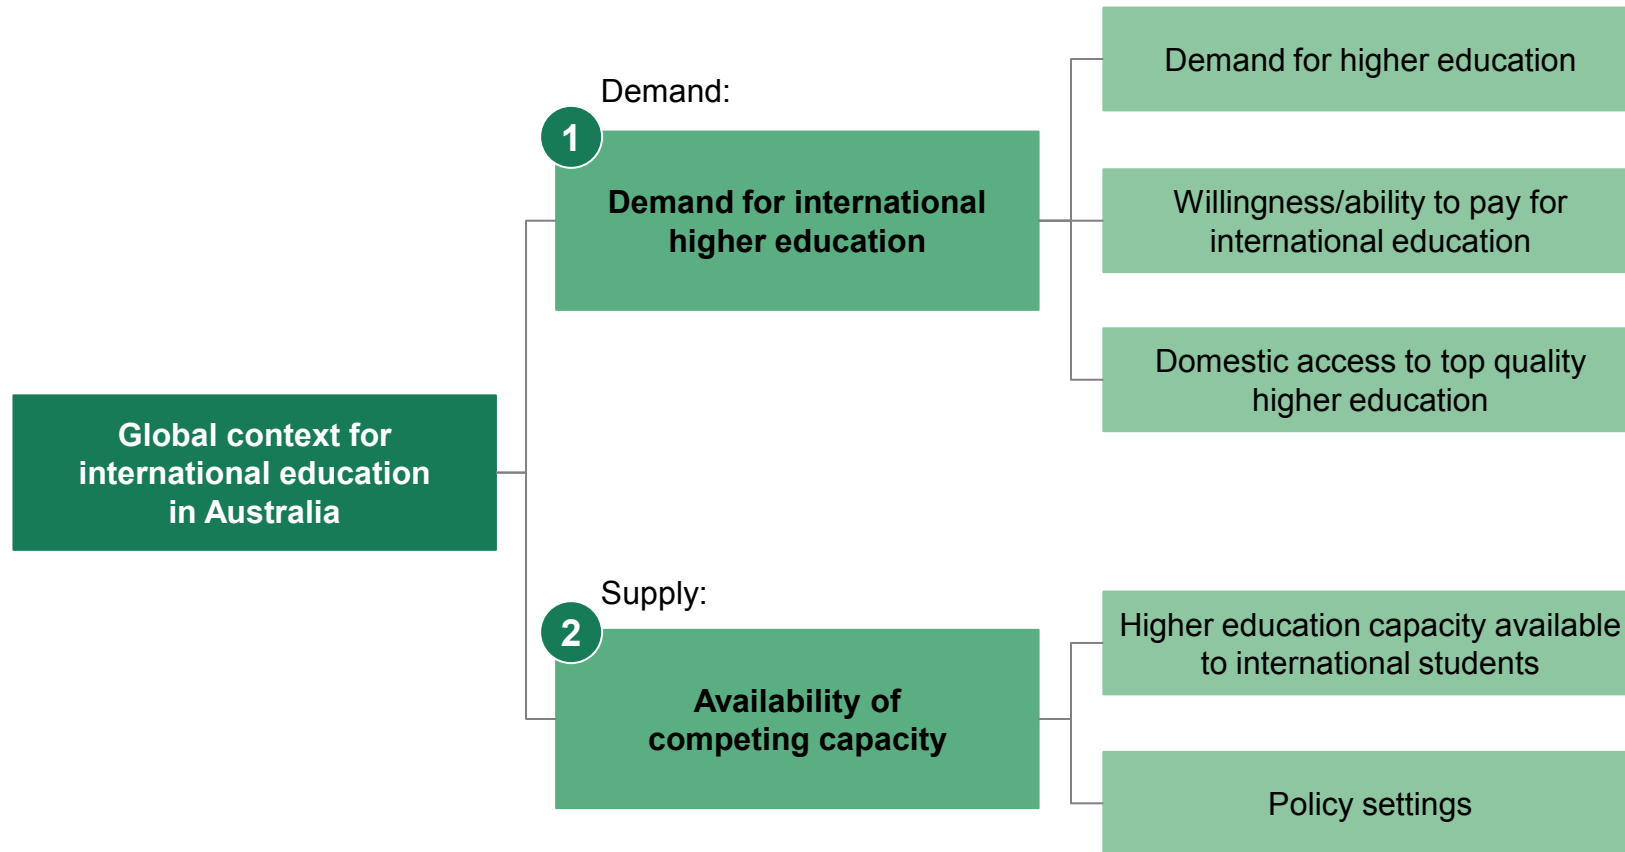 Global context for
international education
in Australia
Demand:
1
Demand for international
higher education
Demand for higher education
Willingness/ability to pay for
international education
Domestic access to top quality
higher education
Supply:
2
Availability of
competing capacity
Higher education capacity available
to international students
Policy settings